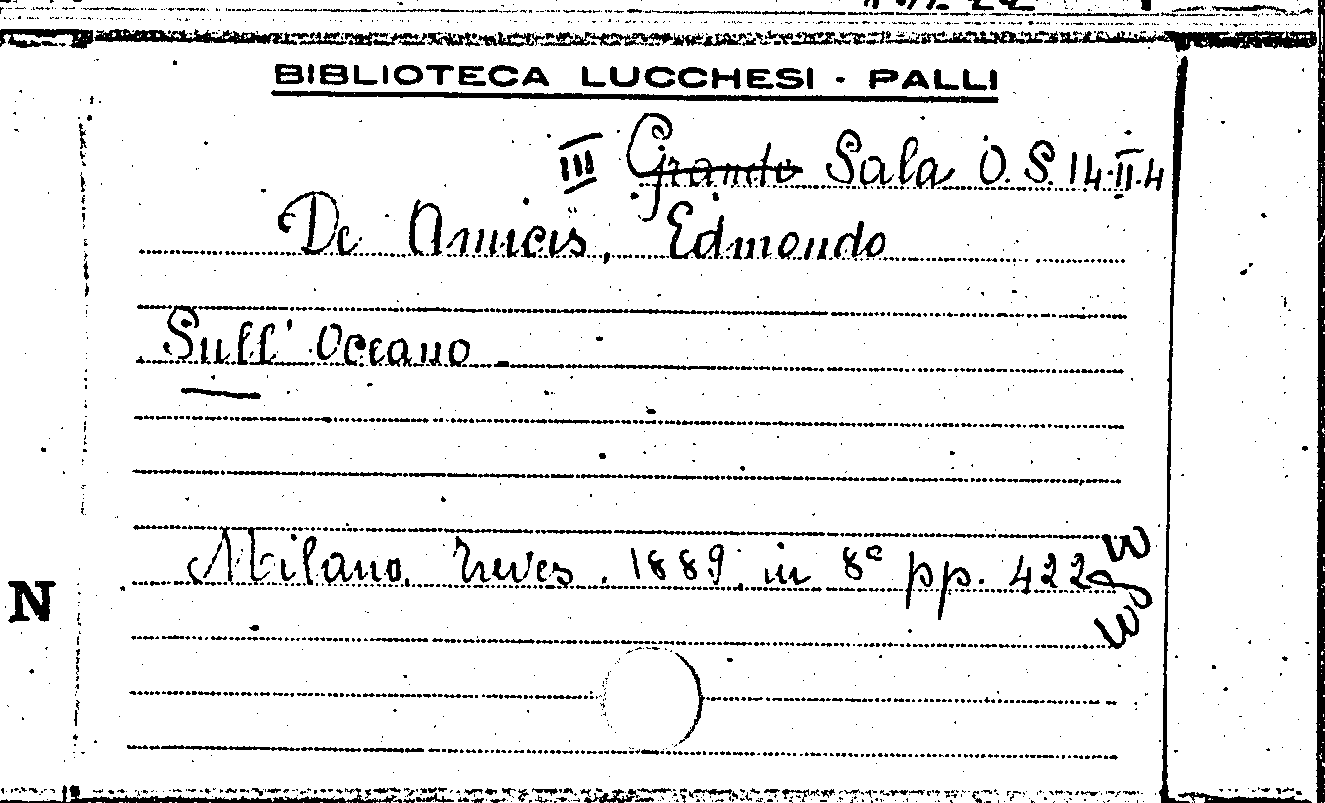 BIBLIOTECA LUCCHESI - PALLI
III Grande Sala O. S. 14.II.4
De Amicis, Edmondo
Sull' Oceano
Milano. Treves. 1889. in 8° pp. 422
N